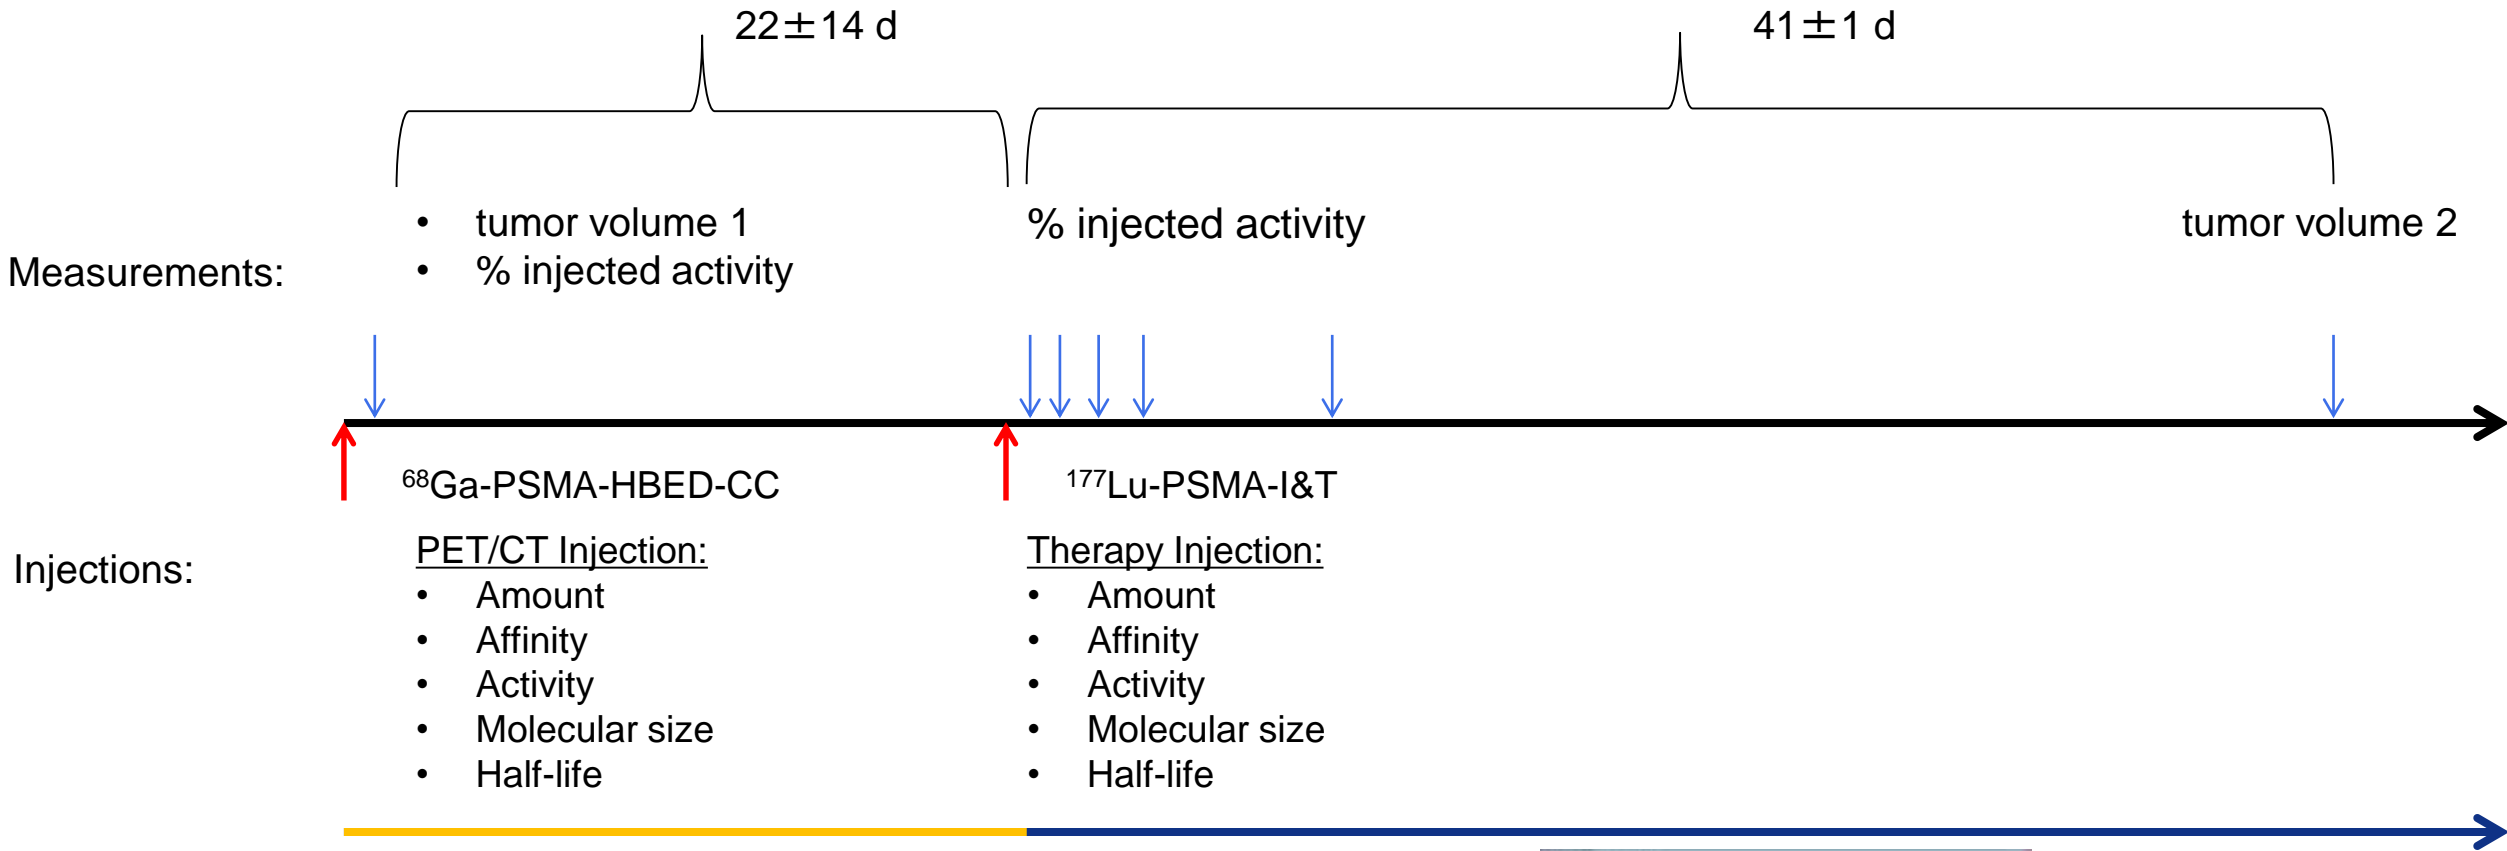 22±14 d
41±1 d
Measurements:
• tumor volume 1
• % injected activity
% injected activity
tumor volume 2
Injections:
⁶⁸Ga-PSMA-HBED-CC
PET/CT Injection:
• Amount
• Affinity
• Activity
• Molecular size
• Half-life
¹⁷⁷Lu-PSMA-I&T
Therapy Injection:
• Amount
• Affinity
• Activity
• Molecular size
• Half-life